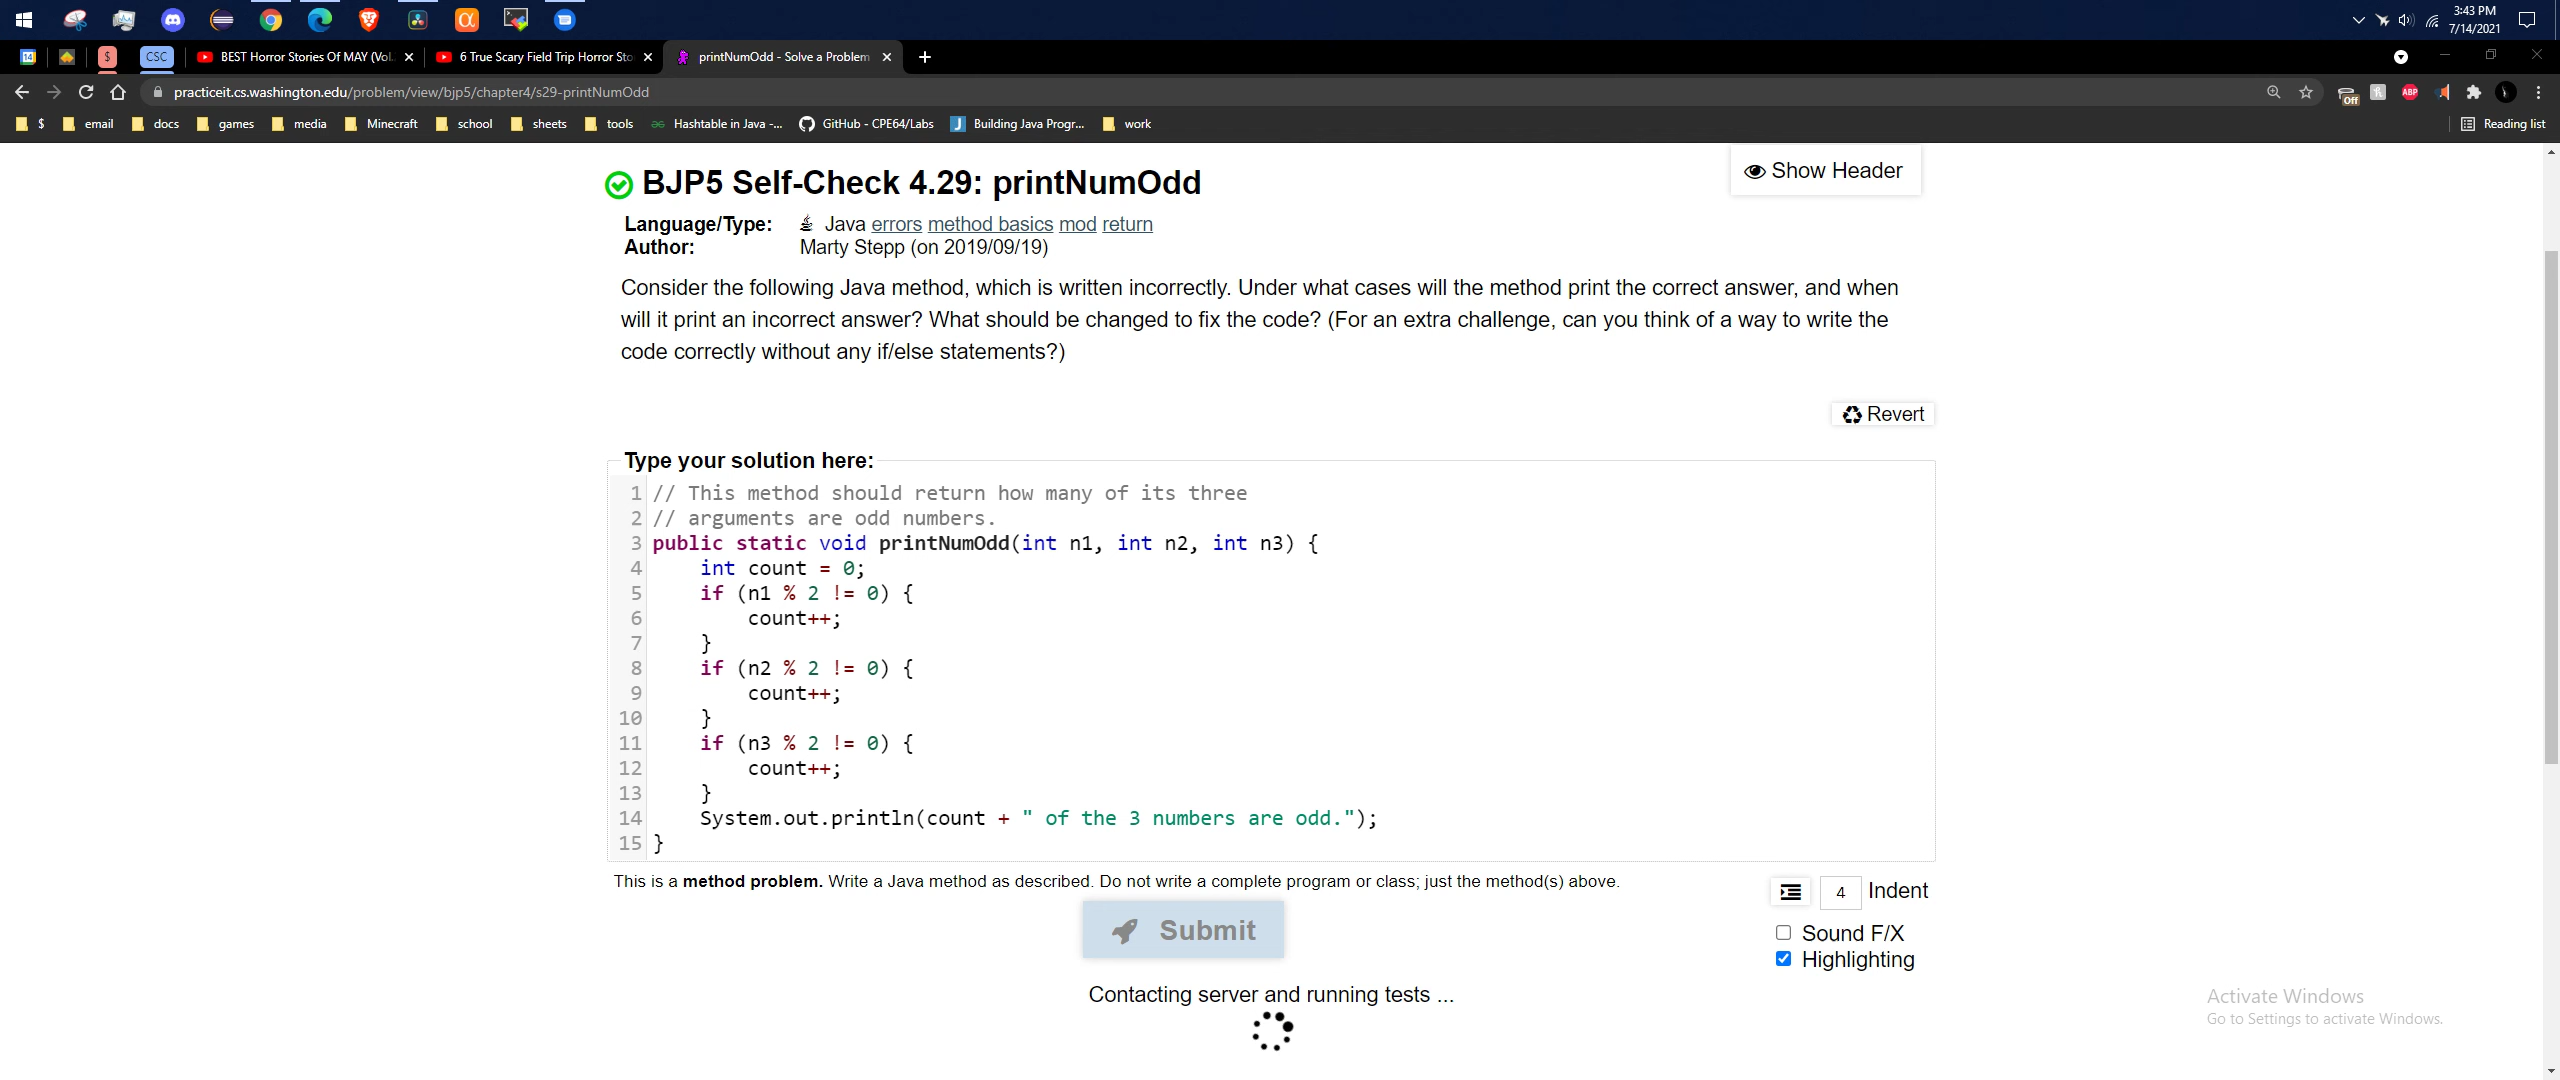 3:43 PM
7/14/2021
14
$
CSC
BEST Horror Stories Of MAY (Vol.
6 True Scary Field Trip Horror Sto
printNumOdd - Solve a Problem
practiceit.cs.washington.edu/problem/view/bjp5/chapter4/s29-printNumOdd
Off
ABP
$
email
docs
games
media
Minecraft
school
sheets
tools
Hashtable in Java -...
GitHub - CPE64/Labs
Building Java Progr...
work
Reading list
Show Header
BJP5 Self-Check 4.29: printNumOdd
Language/Type: Java errors method basics mod return
Author: Marty Stepp (on 2019/09/19)
Consider the following Java method, which is written incorrectly. Under what cases will the method print the correct answer, and when
will it print an incorrect answer? What should be changed to fix the code? (For an extra challenge, can you think of a way to write the
code correctly without any if/else statements?)
Revert
Type your solution here:
1 // This method should return how many of its three
2 // arguments are odd numbers.
3 public static void printNumOdd(int n1, int n2, int n3) {
4     int count = 0;
5     if (n1 % 2 != 0) {
6         count++;
7     }
8     if (n2 % 2 != 0) {
9         count++;
10     }
11     if (n3 % 2 != 0) {
12         count++;
13     }
14     System.out.println(count + " of the 3 numbers are odd.");
15 }
This is a method problem. Write a Java method as described. Do not write a complete program or class; just the method(s) above.
4 Indent
Submit
Sound F/X
Highlighting
Contacting server and running tests ...
Activate Windows
Go to Settings to activate Windows.